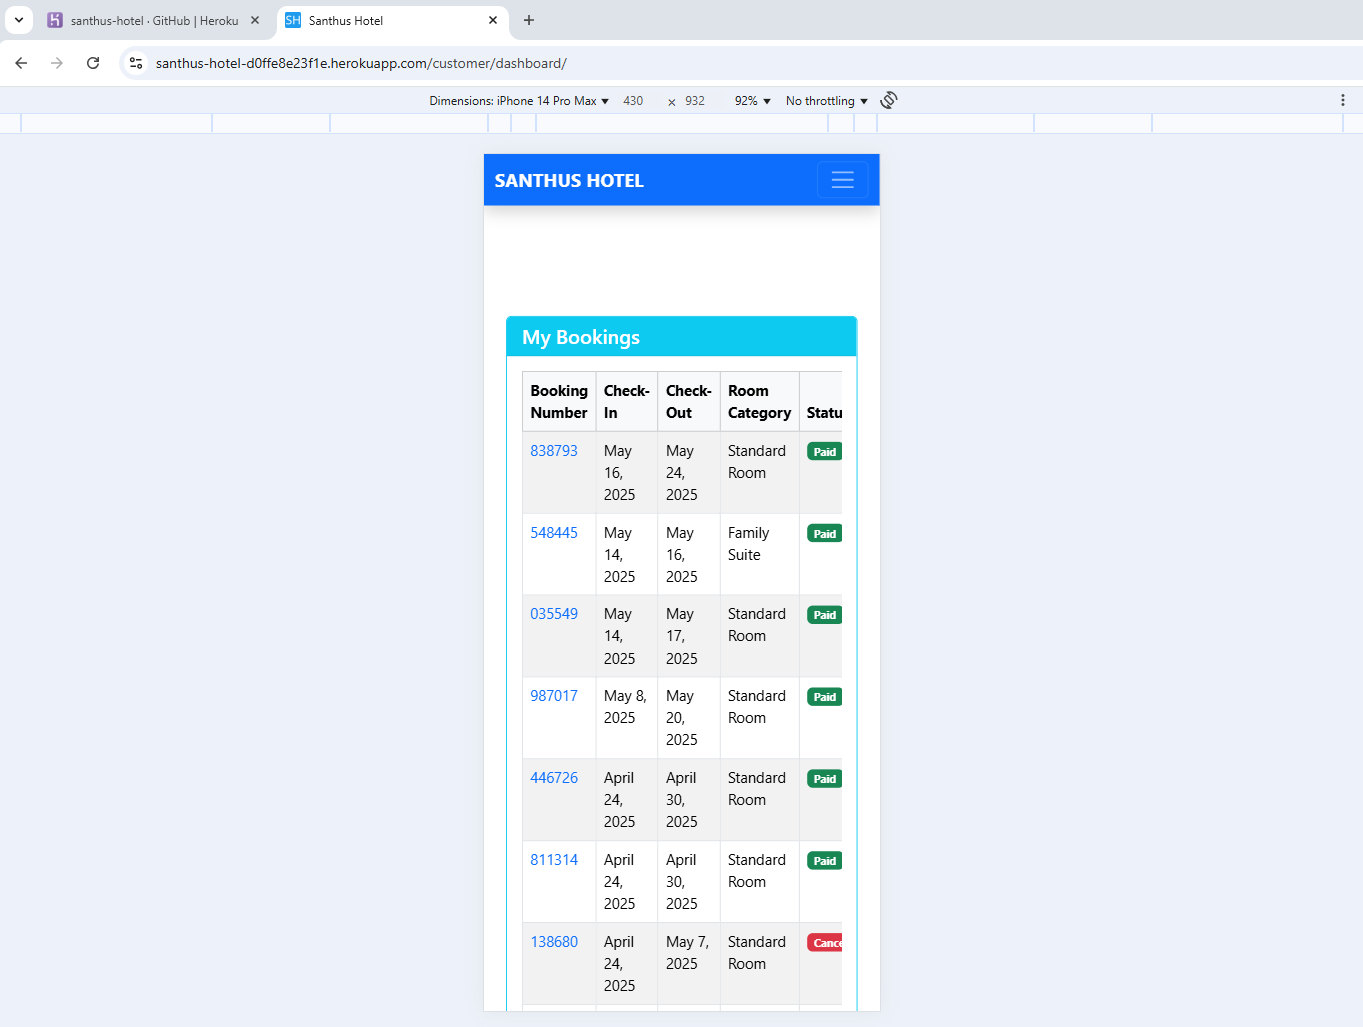 santhus-hotel · GitHub | Heroku
SH Santhus Hotel
santhus-hotel-d0ffe8e23f1e.herokuapp.com/customer/dashboard/
Dimensions: iPhone 14 Pro Max ▼ 430 × 932 92% ▼ No throttling ▼
SANTHUS HOTEL
My Bookings
Booking Number Check-In Check-Out Room Category Statu
838793 May 16, 2025 May 24, 2025 Standard Room Paid
548445 May 14, 2025 May 16, 2025 Family Suite Paid
035549 May 14, 2025 May 17, 2025 Standard Room Paid
987017 May 8, 2025 May 20, 2025 Standard Room Paid
446726 April 24, 2025 April 30, 2025 Standard Room Paid
811314 April 24, 2025 April 30, 2025 Standard Room Paid
138680 April 24, 2025 May 7, 2025 Standard Room Cance